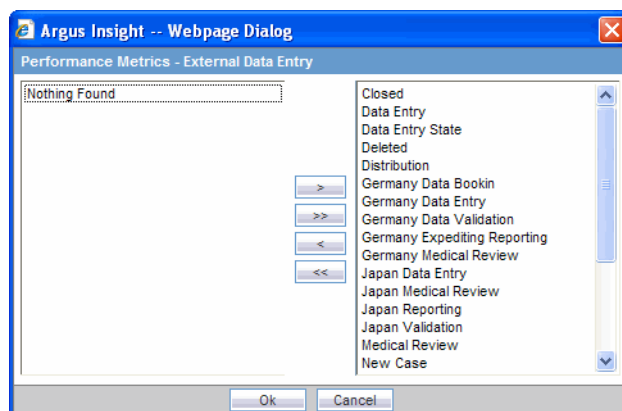 Argus Insight -- Webpage Dialog
Performance Metrics - External Data Entry
Nothing Found
>
>>
<
<<
Closed
Data Entry
Data Entry State
Deleted
Distribution
Germany Data Bookin
Germany Data Entry
Germany Data Validation
Germany Expediting Reporting
Germany Medical Review
Japan Data Entry
Japan Medical Review
Japan Reporting
Japan Validation
Medical Review
New Case
Ok Cancel